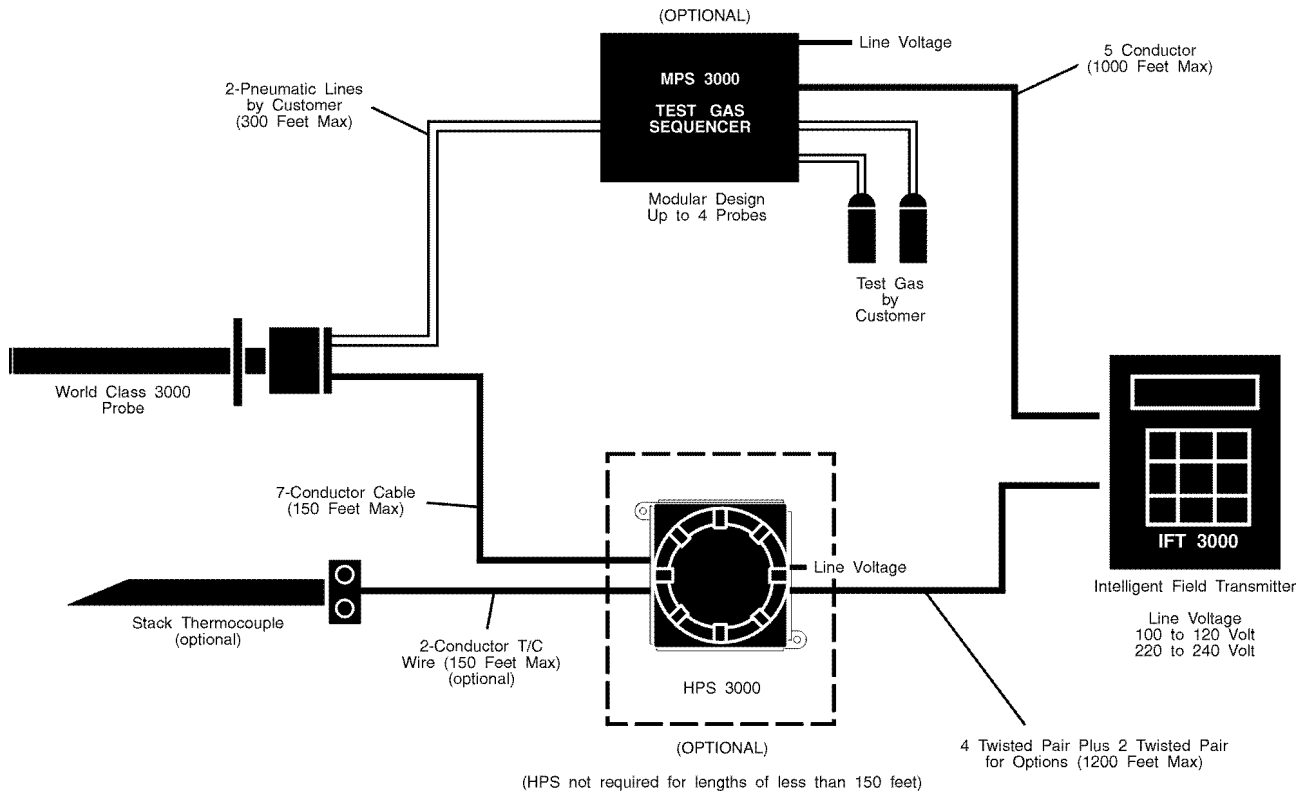 (OPTIONAL)
Line Voltage
MPS 3000
TEST GAS
SEQUENCER
5 Conductor
(1000 Feet Max)
2-Pneumatic Lines
by Customer
(300 Feet Max)
Modular Design
Up to 4 Probes
Test Gas
by
Customer
World Class 3000
Probe
7-Conductor Cable
(150 Feet Max)
IFT 3000
Line Voltage
Intelligent Field Transmitter
Line Voltage
100 to 120 Volt
220 to 240 Volt
Stack Thermocouple
(optional)
2-Conductor T/C
Wire (150 Feet Max)
(optional)
HPS 3000
(OPTIONAL)
4 Twisted Pair Plus 2 Twisted Pair
for Options (1200 Feet Max)
(HPS not required for lengths of less than 150 feet)